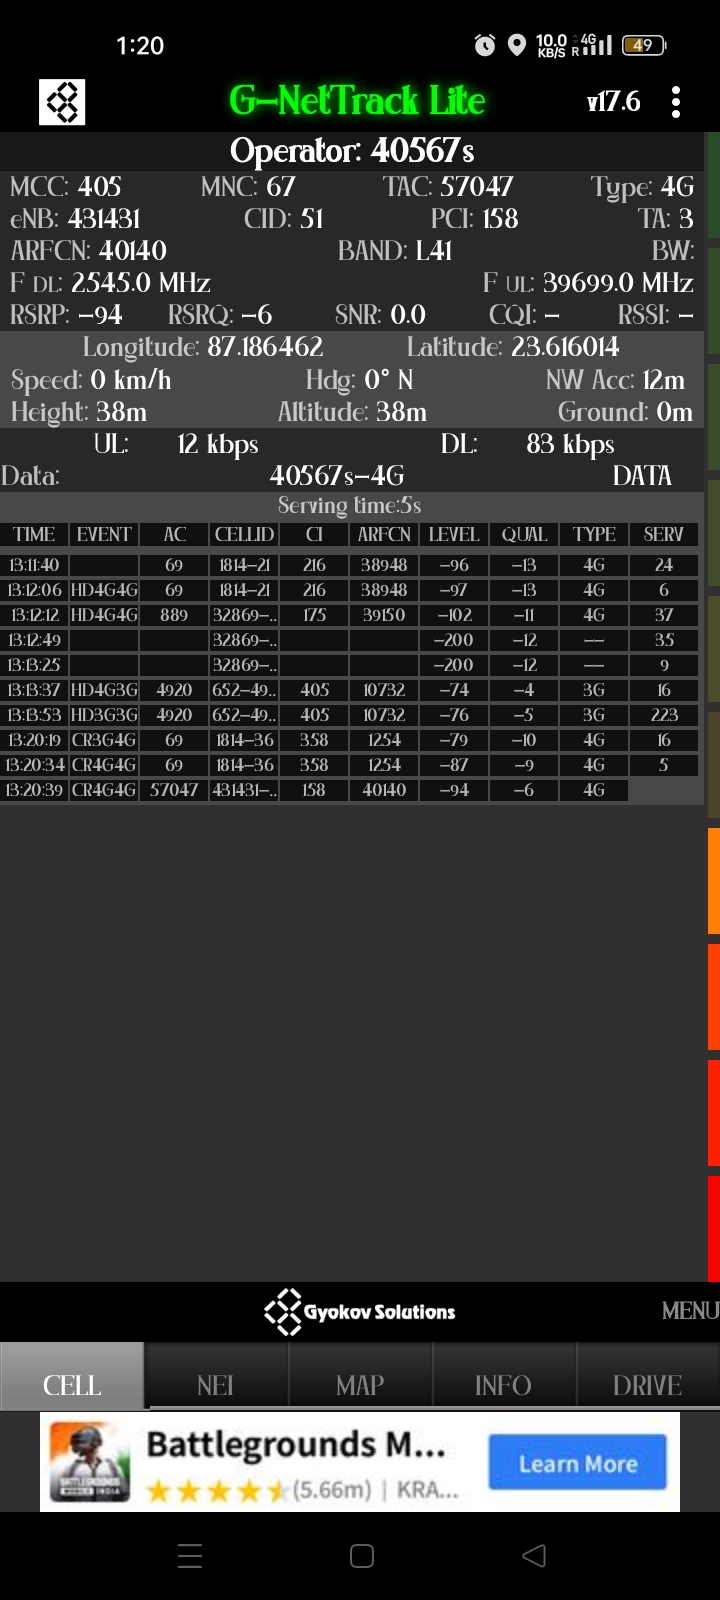 1:20 10.0 KB/S R 4G 49
G-NetTrack Lite v17.6
Operator: 40567s
MCC: 405 MNC: 67 TAC: 57047 Type: 4G
eNB: 431431 CID: 51 PCI: 158 TA: 3
ARFCN: 40140 BAND: L41 BW:
F DL: 2545.0 MHz F UL: 39699.0 MHz
RSRP: -94 RSRQ: -6 SNR: 0.0 CQI: - RSSI: -
Longitude: 87.186462 Latitude: 23.616014
Speed: 0 km/h Hdg: 0° N NW Acc: 12m
Height: 38m Altitude: 38m Ground: 0m
UL: 12 kbps DL: 83 kbps
Data: 40567s-4G DATA
Serving time:5s
TIME EVENT AC CELLID CI ARFCN LEVEL QUAL TYPE SERV
13:11:40 69 1814-21 216 38948 -96 -13 4G 24
13:12:06 HD4G4G 69 1814-21 216 38948 -97 -13 4G 6
13:12:12 HD4G4G 889 32869-.. 175 39150 -102 -11 4G 37
13:12:49 32869-.. -200 -12 -- 35
13:13:25 32869-.. -200 -12 -- 9
13:13:37 HD4G3G 4920 652-49.. 405 10732 -74 -4 3G 16
13:13:53 HD3G3G 4920 652-49.. 405 10732 -76 -5 3G 223
13:20:19 CR3G4G 69 1814-36 358 1254 -79 -10 4G 16
13:20:34 CR4G4G 69 1814-36 358 1254 -87 -9 4G 5
13:20:39 CR4G4G 57047 431431-.. 158 40140 -94 -6 4G
Gyokov Solutions MENU
CELL NEI MAP INFO DRIVE
Battlegrounds M...
(5.66m) | KRA...
Learn More